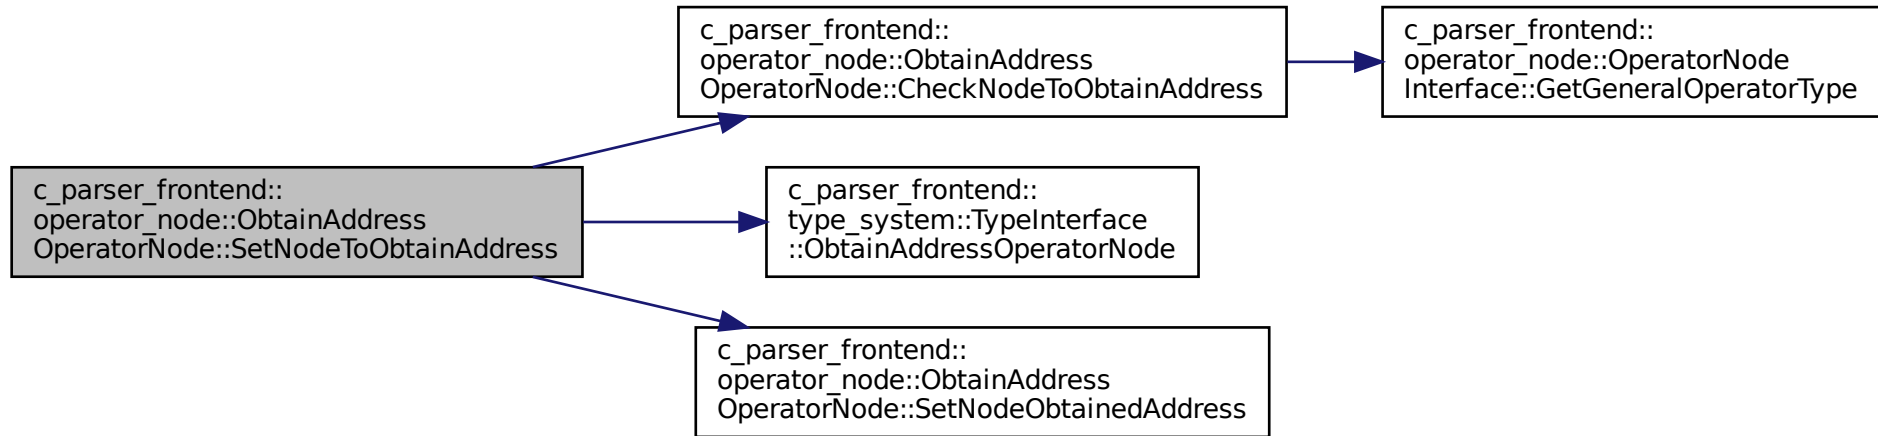 c_parser_frontend::
operator_node::ObtainAddress
OperatorNode::SetNodeToObtainAddress
c_parser_frontend::
operator_node::ObtainAddress
OperatorNode::CheckNodeToObtainAddress
c_parser_frontend::
operator_node::OperatorNode
Interface::GetGeneralOperatorType
c_parser_frontend::
type_system::TypeInterface
::ObtainAddressOperatorNode
c_parser_frontend::
operator_node::ObtainAddress
OperatorNode::SetNodeObtainedAddress